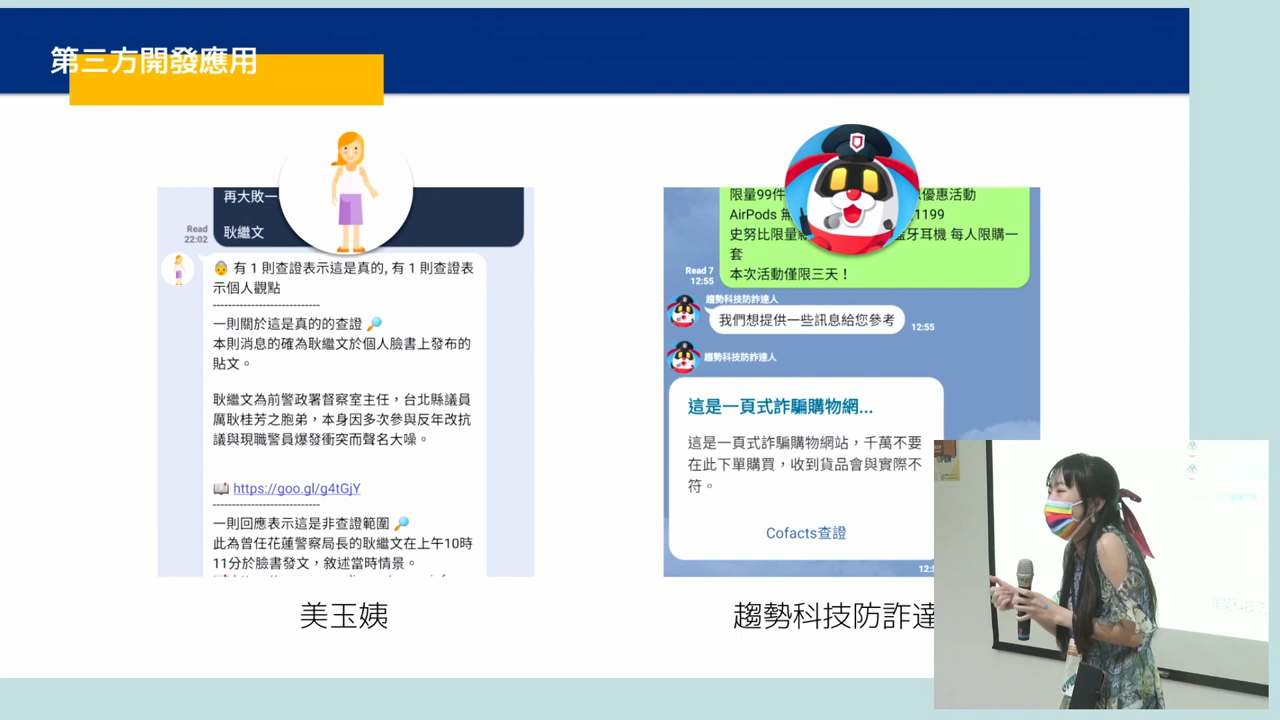 第三方開發應用
再大敗一
Read
22:02
耿繼文
👵 有 1 則查證表示這是真的, 有 1 則查證表
示個人觀點
----------------------------
一則關於這是真的的查證 🔎
本則消息的確為耿繼文於個人臉書上發布的
貼文。
耿繼文為前警政署督察室主任，台北縣議員
厲耿桂芳之胞弟，本身因多次參與反年改抗
議與現職警員爆發衝突而聲名大噪。
📖 https://goo.gl/g4tGjY
----------------------------
一則回應表示這是非查證範圍 🔎
此為曾任花蓮警察局長的耿繼文在上午10時
11分於臉書發文，敘述當時情景。
美玉姨
限量99件
優惠活動
AirPods 無
1199
史努比限量
牙耳機 每人限購一
套
本次活動僅限三天！
Read 7
12:55
趨勢科技防詐達人
我們想提供一些訊息給您參考
12:55
趨勢科技防詐達人
這是一頁式詐騙購物網...
這是一頁式詐騙購物網站，千萬不要
在此下單購買，收到貨品會與實際不
符。
Cofacts查證
趨勢科技防詐達